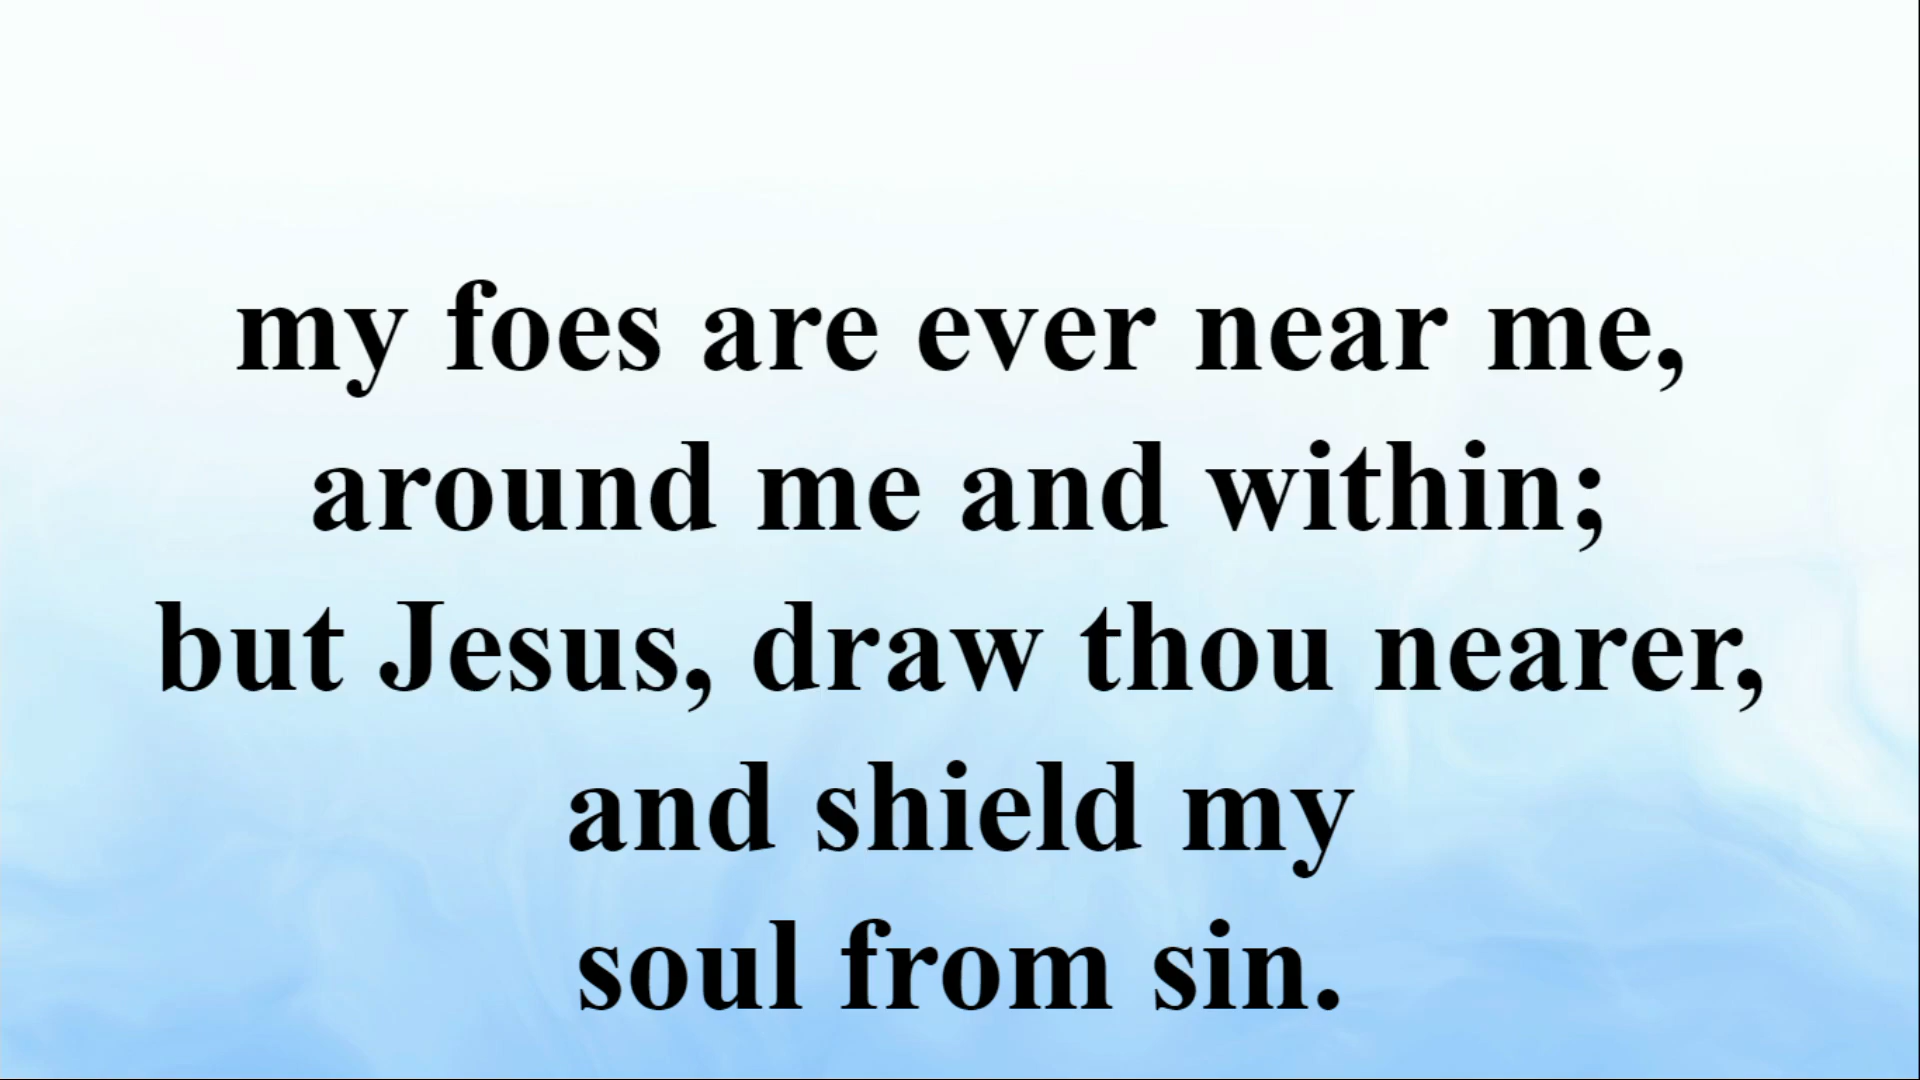 my foes are ever near me,
around me and within;
but Jesus, draw thou nearer,
and shield my
soul from sin.